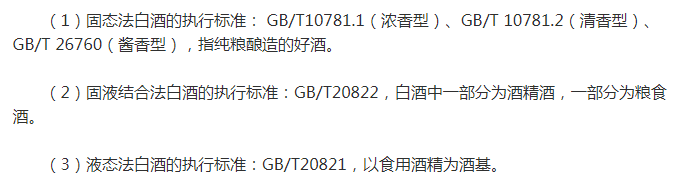 （1）固态法白酒的执行标准： GB/T10781.1（浓香型）、GB/T 10781.2（清香型）、
GB/T 26760（酱香型），指纯粮酿造的好酒。
（2）固液结合法白酒的执行标准：GB/T20822，白酒中一部分为酒精酒，一部分为粮食
酒。
（3）液态法白酒的执行标准：GB/T20821，以食用酒精为酒基。